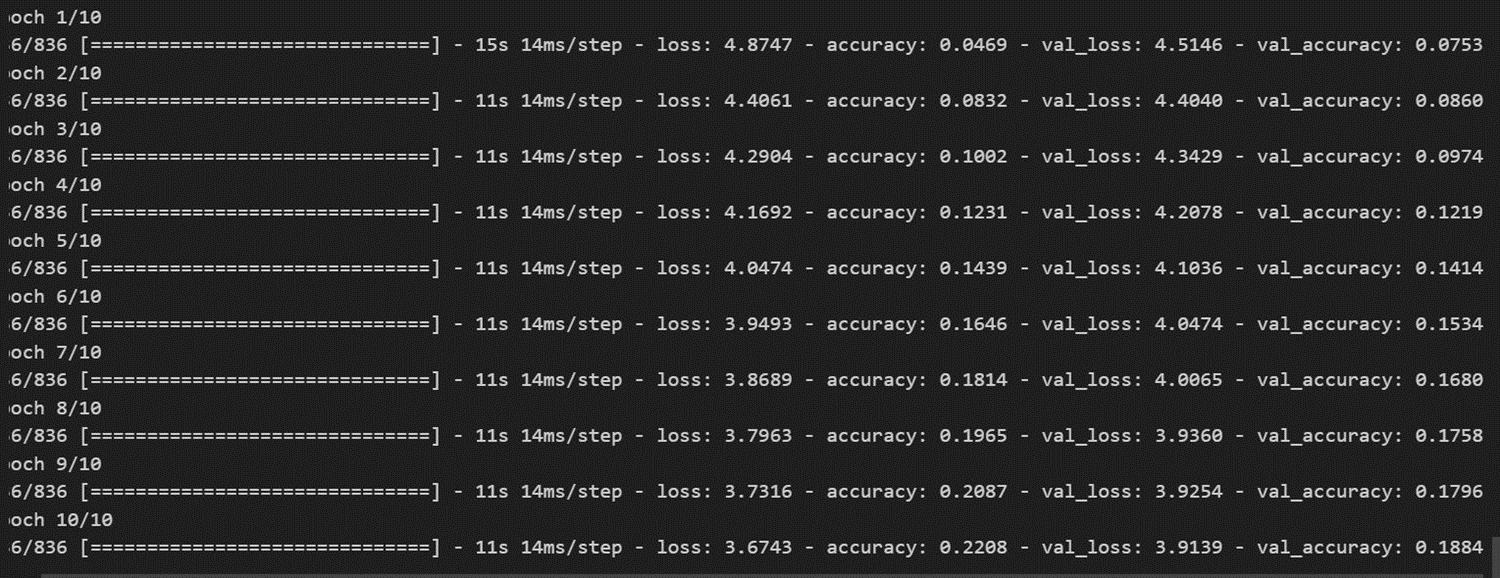 och 1/10
6/836 [==============================] - 15s 14ms/step - loss: 4.8747 - accuracy: 0.0469 - val_loss: 4.5146 - val_accuracy: 0.0753
och 2/10
6/836 [==============================] - 11s 14ms/step - loss: 4.4061 - accuracy: 0.0832 - val_loss: 4.4040 - val_accuracy: 0.0860
och 3/10
6/836 [==============================] - 11s 14ms/step - loss: 4.2904 - accuracy: 0.1002 - val_loss: 4.3429 - val_accuracy: 0.0974
och 4/10
6/836 [==============================] - 11s 14ms/step - loss: 4.1692 - accuracy: 0.1231 - val_loss: 4.2078 - val_accuracy: 0.1219
och 5/10
6/836 [==============================] - 11s 14ms/step - loss: 4.0474 - accuracy: 0.1439 - val_loss: 4.1036 - val_accuracy: 0.1414
och 6/10
6/836 [==============================] - 11s 14ms/step - loss: 3.9493 - accuracy: 0.1646 - val_loss: 4.0474 - val_accuracy: 0.1534
och 7/10
6/836 [==============================] - 11s 14ms/step - loss: 3.8689 - accuracy: 0.1814 - val_loss: 4.0065 - val_accuracy: 0.1680
och 8/10
6/836 [==============================] - 11s 14ms/step - loss: 3.7963 - accuracy: 0.1965 - val_loss: 3.9360 - val_accuracy: 0.1758
och 9/10
6/836 [==============================] - 11s 14ms/step - loss: 3.7316 - accuracy: 0.2087 - val_loss: 3.9254 - val_accuracy: 0.1796
och 10/10
6/836 [==============================] - 11s 14ms/step - loss: 3.6743 - accuracy: 0.2208 - val_loss: 3.9139 - val_accuracy: 0.1884